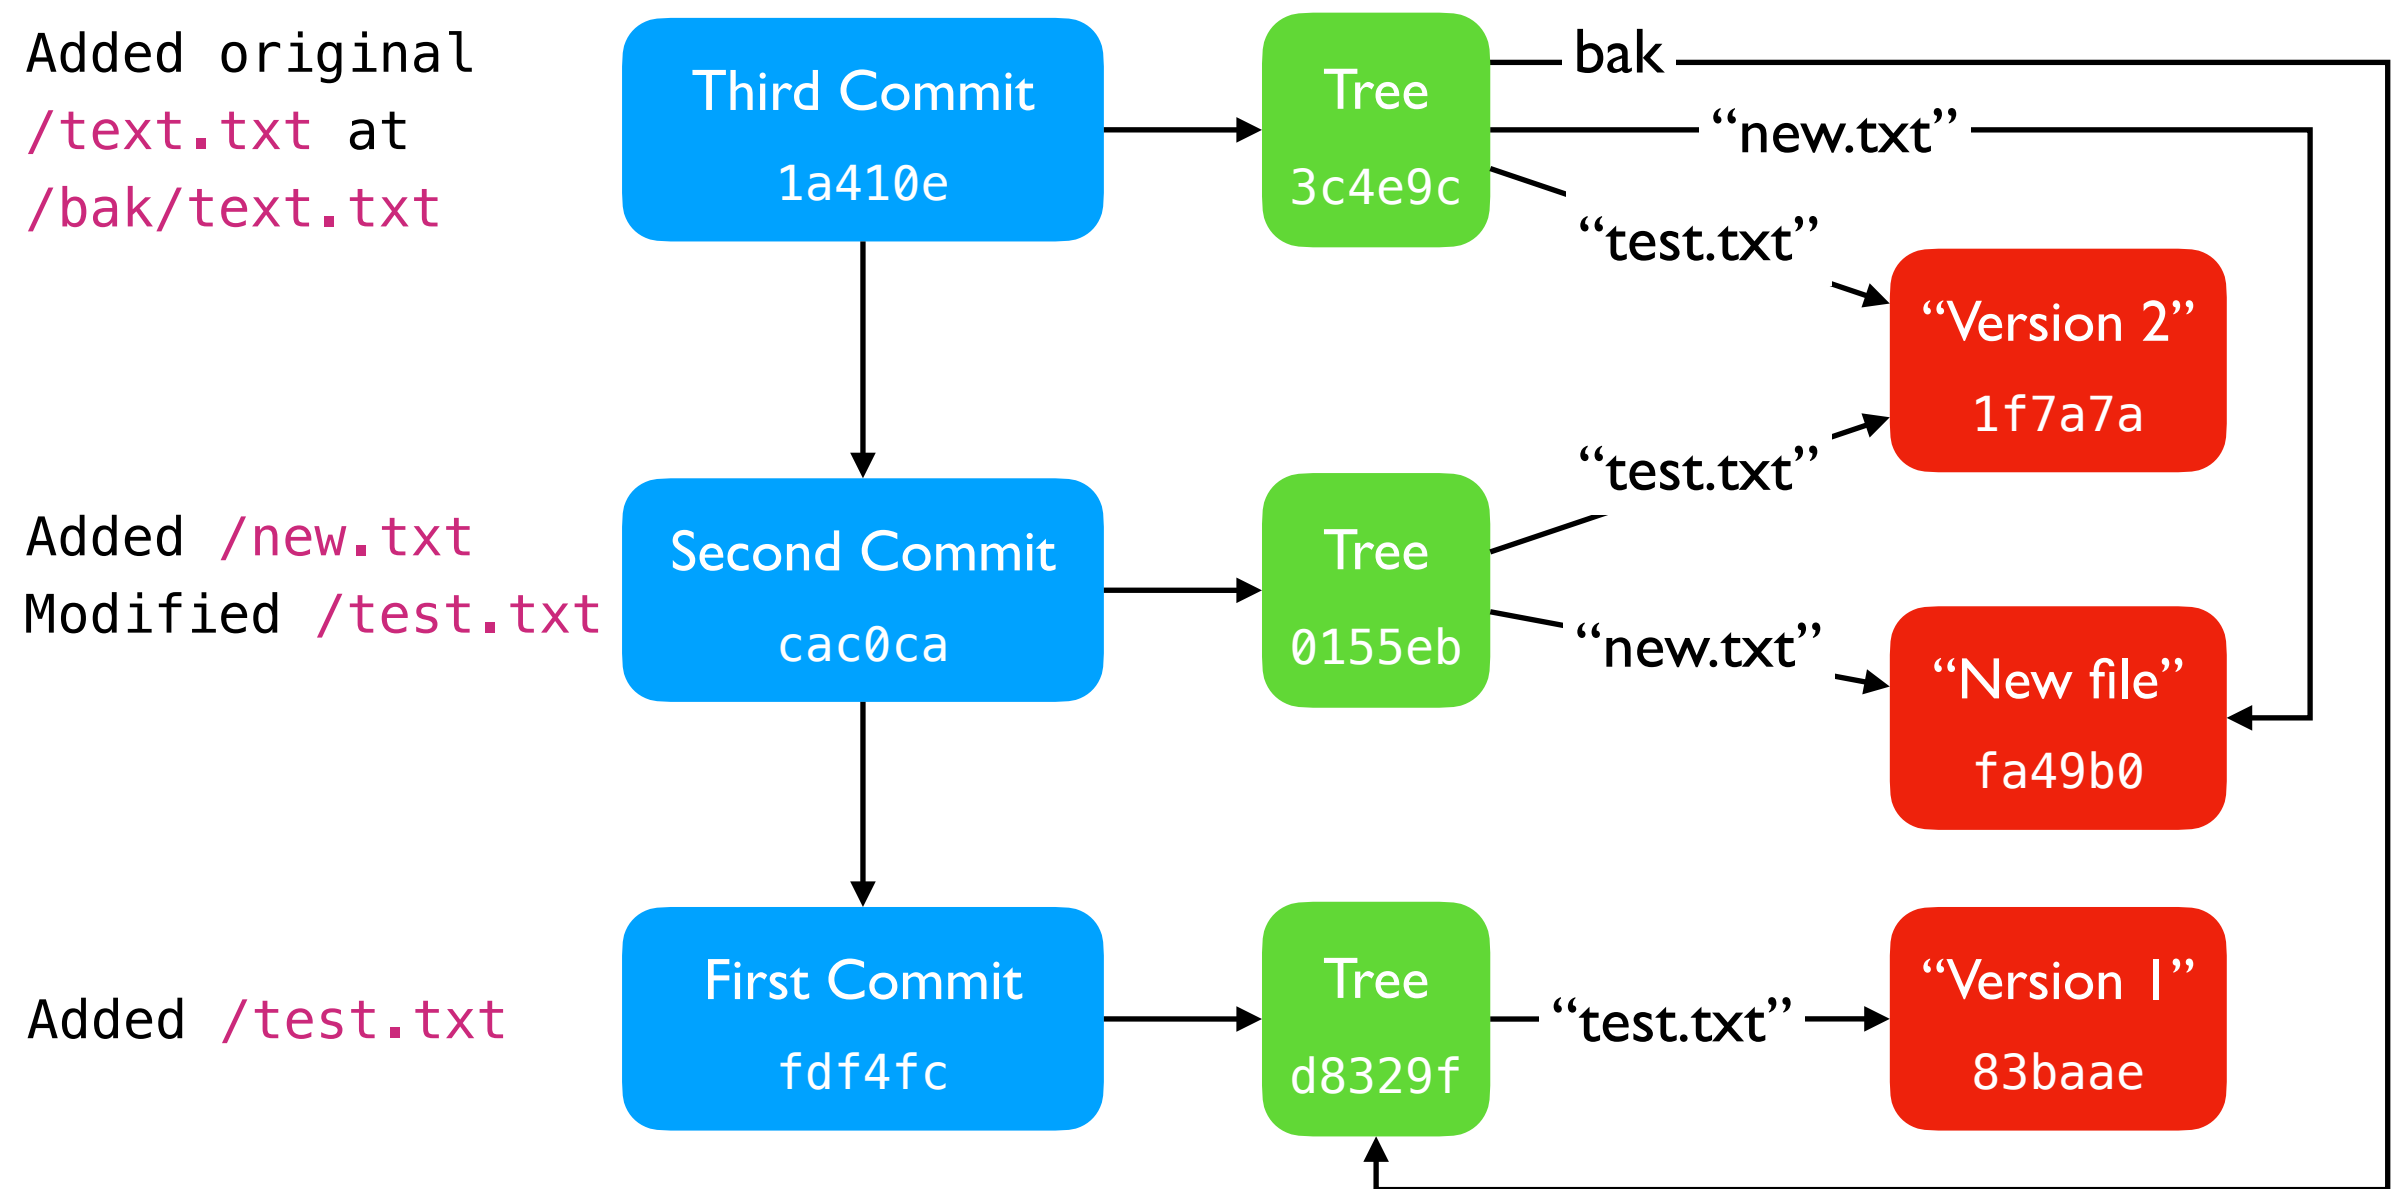 Added original
/text.txt at
/bak/text.txt
Third Commit
1a410e
Tree
3c4e9c
bak
“new.txt”
“test.txt”
“Version 2”
1f7a7a
Added /new.txt
Modified /test.txt
Second Commit
cac0ca
Tree
0155eb
“test.txt”
“new.txt”
“New file”
fa49b0
Added /test.txt
First Commit
fdf4fc
Tree
d8329f
“test.txt”
“Version 1”
83baae